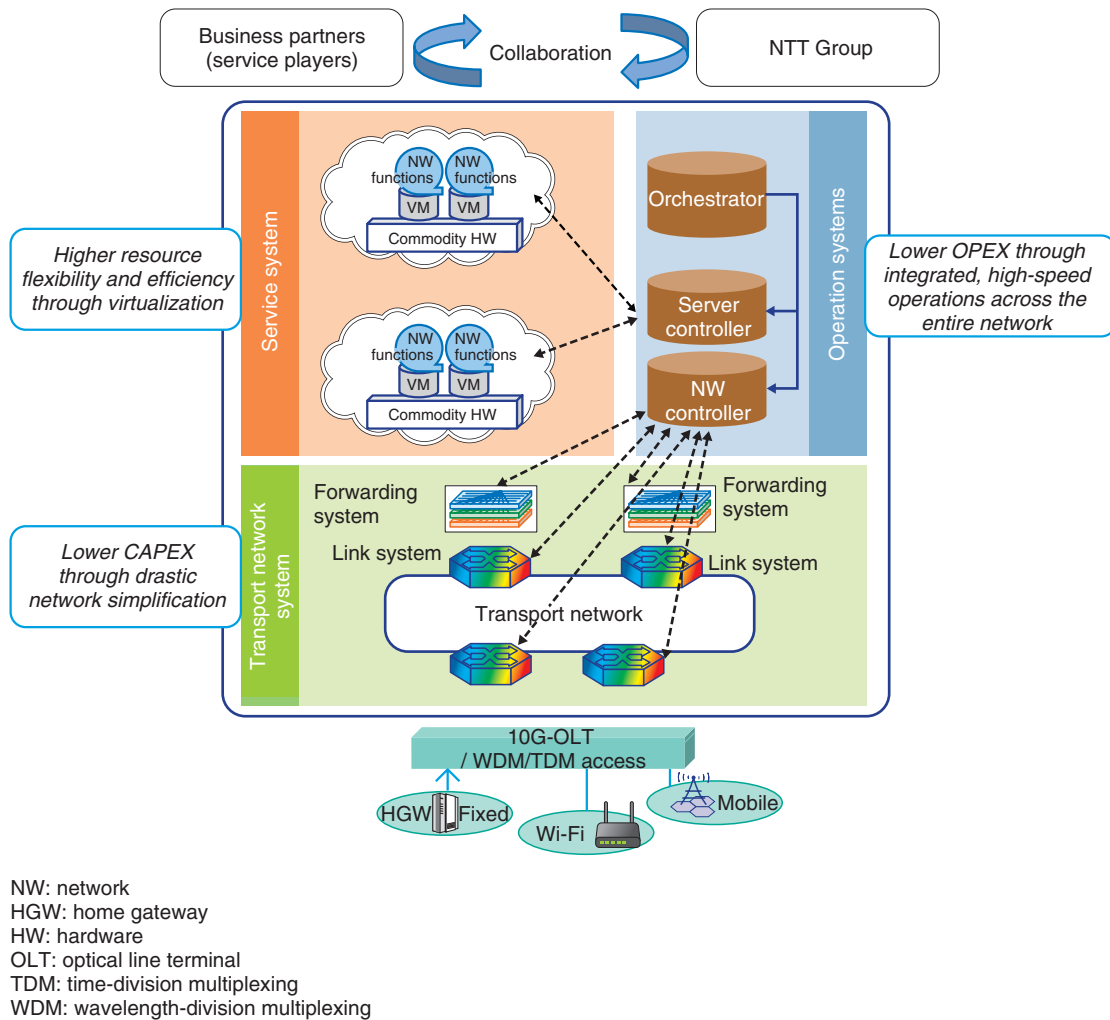 Business partners
(service players)
Collaboration
NTT Group
Service system
NW
functions
NW
functions
VM
VM
Commodity HW
Orchestrator
Operation systems
Higher resource
flexibility and efficiency
through virtualization
Lower OPEX through
integrated, high-speed
operations across the
entire network
Server
controller
NW
functions
NW
functions
VM
VM
Commodity HW
NW
controller
Transport network
system
Forwarding
system
Forwarding
system
Lower CAPEX
through drastic
network simplification
Link system
Link system
Transport network
10G-OLT
/ WDM/TDM access
HGW
Fixed
Wi-Fi
Mobile
NW: network
HGW: home gateway
HW: hardware
OLT: optical line terminal
TDM: time-division multiplexing
WDM: wavelength-division multiplexing